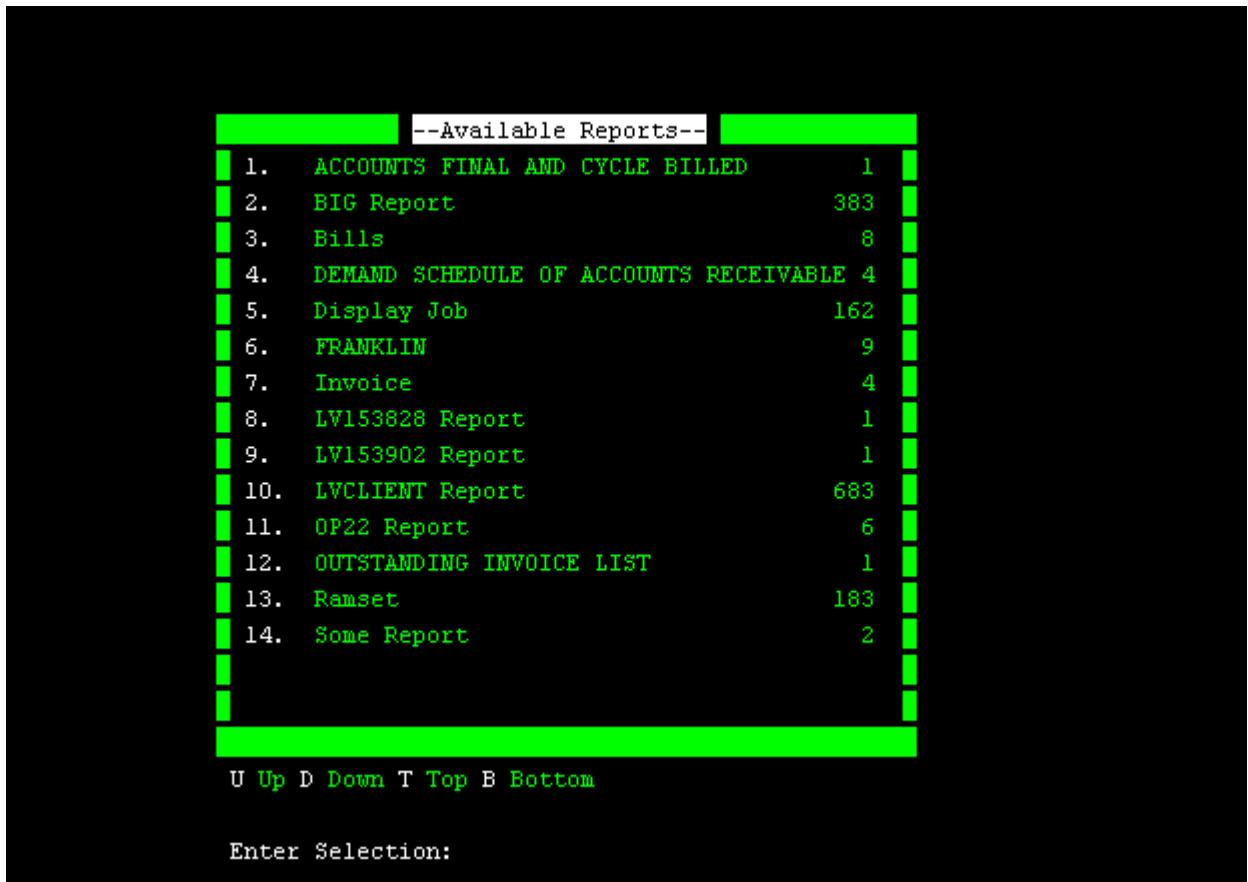 --Available Reports--
1. ACCOUNTS FINAL AND CYCLE BILLED 1
2. BIG Report 383
3. Bills 8
4. DEMAND SCHEDULE OF ACCOUNTS RECEIVABLE 4
5. Display Job 162
6. FRANKLIN 9
7. Invoice 4
8. LV153828 Report 1
9. LV153902 Report 1
10. LVCLIENT Report 683
11. OP22 Report 6
12. OUTSTANDING INVOICE LIST 1
13. Ramset 183
14. Some Report 2
U Up D Down T Top B Bottom
Enter Selection: